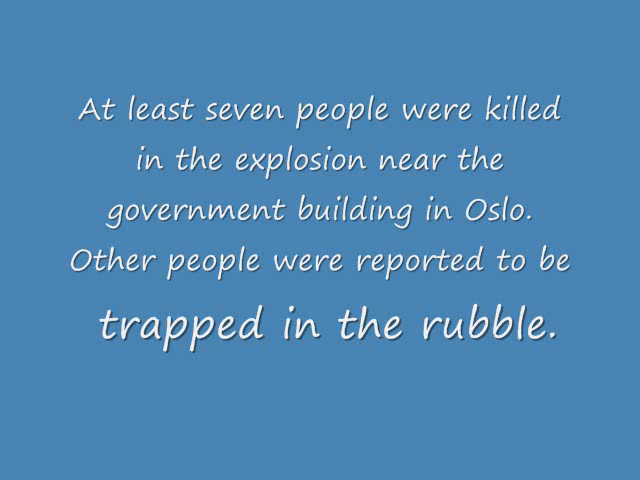 At least seven people were killed
in the explosion near the
government building in Oslo.
Other people were reported to be
trapped in the rubble.